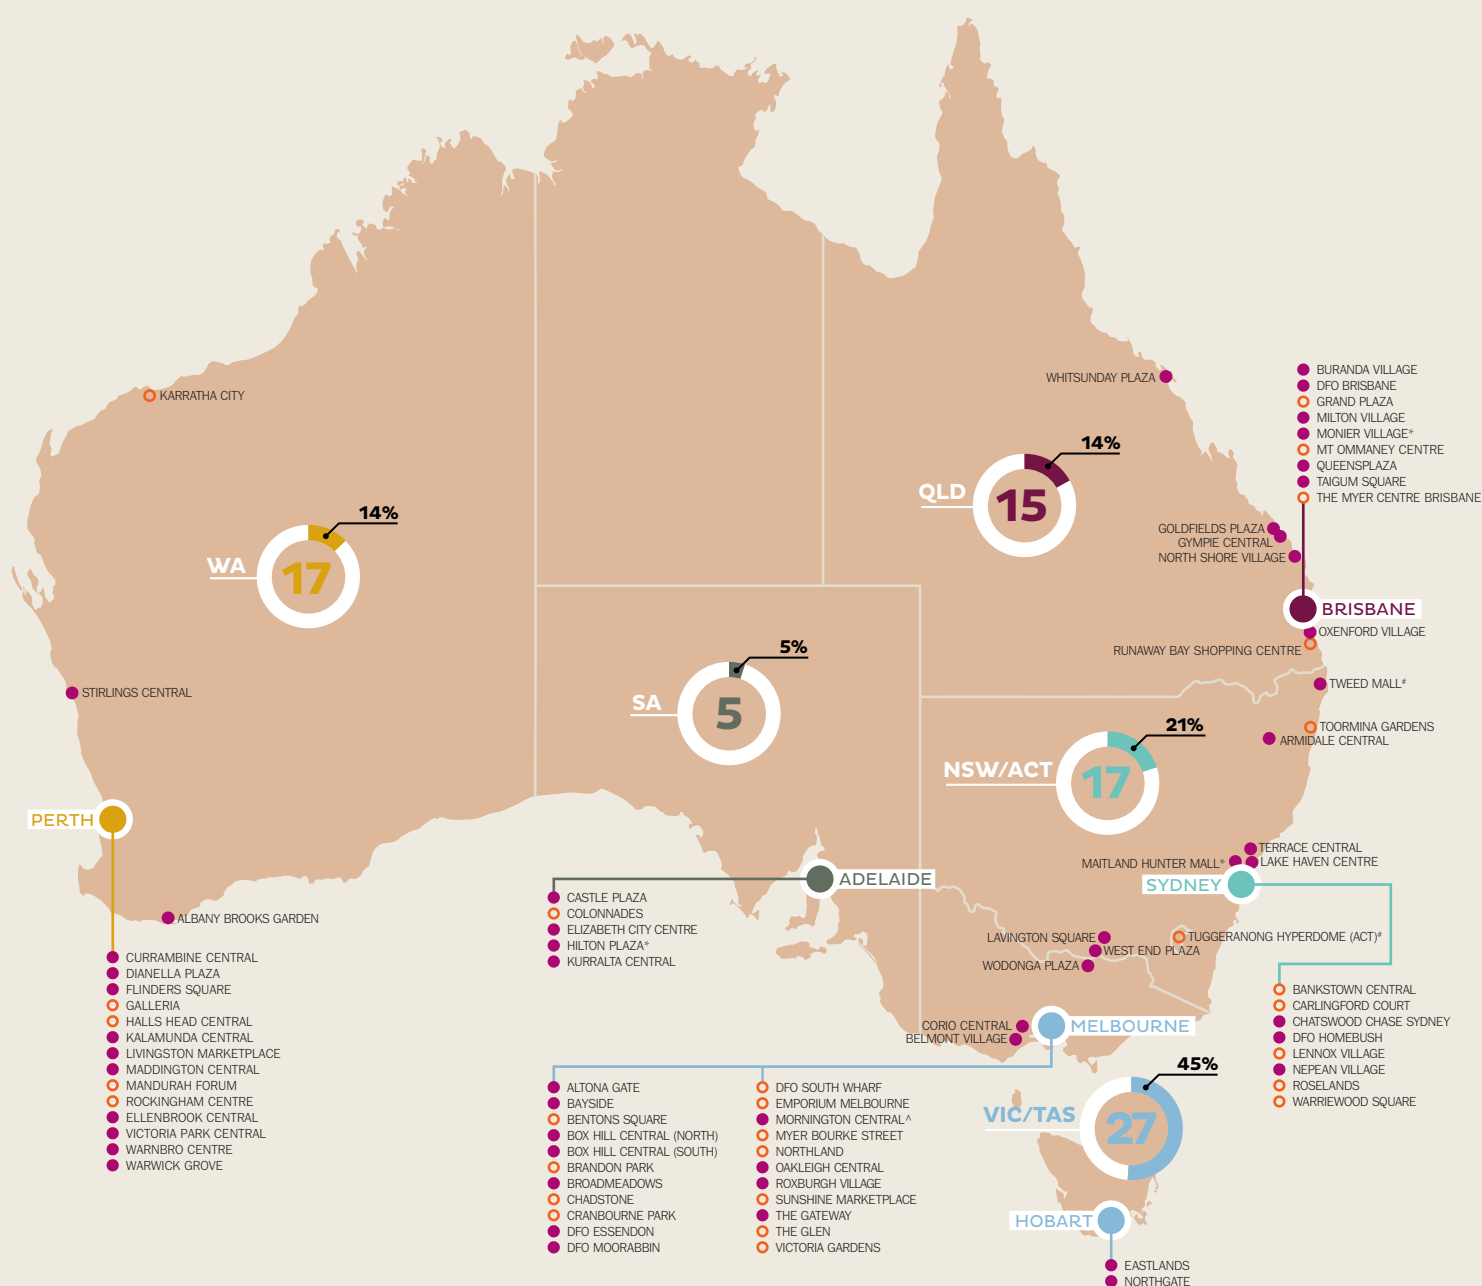 WHITSUNDAY PLAZA
BURANDA VILLAGE
DFO BRISBANE
GRAND PLAZA
MILTON VILLAGE
MONIER VILLAGE*
MT OMMANEY CENTRE
QUEENSPLAZA
TAIGUM SQUARE
THE MYER CENTRE BRISBANE
KARRATHA CITY
14%
QLD
15
14%
WA
17
GOLDFIELDS PLAZA
GYMPIE CENTRAL
NORTH SHORE VILLAGE
BRISBANE
OXENFORD VILLAGE
RUNAWAY BAY SHOPPING CENTRE
5%
SA
5
TWEED MALL#
STIRLINGS CENTRAL
21%
NSW/ACT
17
TOORMINA GARDENS
ARMIDALE CENTRAL
PERTH
TERRACE CENTRAL
MAITLAND HUNTER MALL*
LAKE HAVEN CENTRE
SYDNEY
ADELAIDE
CASTLE PLAZA
COLONNADES
ELIZABETH CITY CENTRE
HILTON PLAZA*
KURRALTA CENTRAL
ALBANY BROOKS GARDEN
LAVINGTON SQUARE
WEST END PLAZA
WODONGA PLAZA
TUGGERANONG HYPERDOME (ACT)#
CURRAMBINE CENTRAL
DIANELLA PLAZA
FLINDERS SQUARE
GALLERIA
HALLS HEAD CENTRAL
KALAMUNDA CENTRAL
LIVINGSTON MARKETPLACE
MADDINGTON CENTRAL
MANDURAH FORUM
ROCKINGHAM CENTRE
ELLENBROOK CENTRAL
VICTORIA PARK CENTRAL
WARNBRO CENTRE
WARWICK GROVE
BANKSTOWN CENTRAL
CARLINGFORD COURT
CHATSWOOD CHASE SYDNEY
DFO HOMEBUSH
LENNOX VILLAGE
NEPEAN VILLAGE
ROSELANDS
WARRIEWOOD SQUARE
CORIO CENTRAL
BELMONT VILLAGE
MELBOURNE
45%
VIC/TAS
27
ALTONA GATE
BAYSIDE
BENTONS SQUARE
BOX HILL CENTRAL (NORTH)
BOX HILL CENTRAL (SOUTH)
BRANDON PARK
BROADMEADOWS
CHADSTONE
CRANBOURNE PARK
DFO ESSENDON
DFO MOORABBIN
DFO SOUTH WHARF
EMPORIUM MELBOURNE
MORNINGTON CENTRAL^
MYER BOURKE STREET
NORTHLAND
OAKLEIGH CENTRAL
ROXBURGH VILLAGE
SUNSHINE MARKETPLACE
THE GATEWAY
THE GLEN
VICTORIA GARDENS
HOBART
EASTLANDS
NORTHGATE